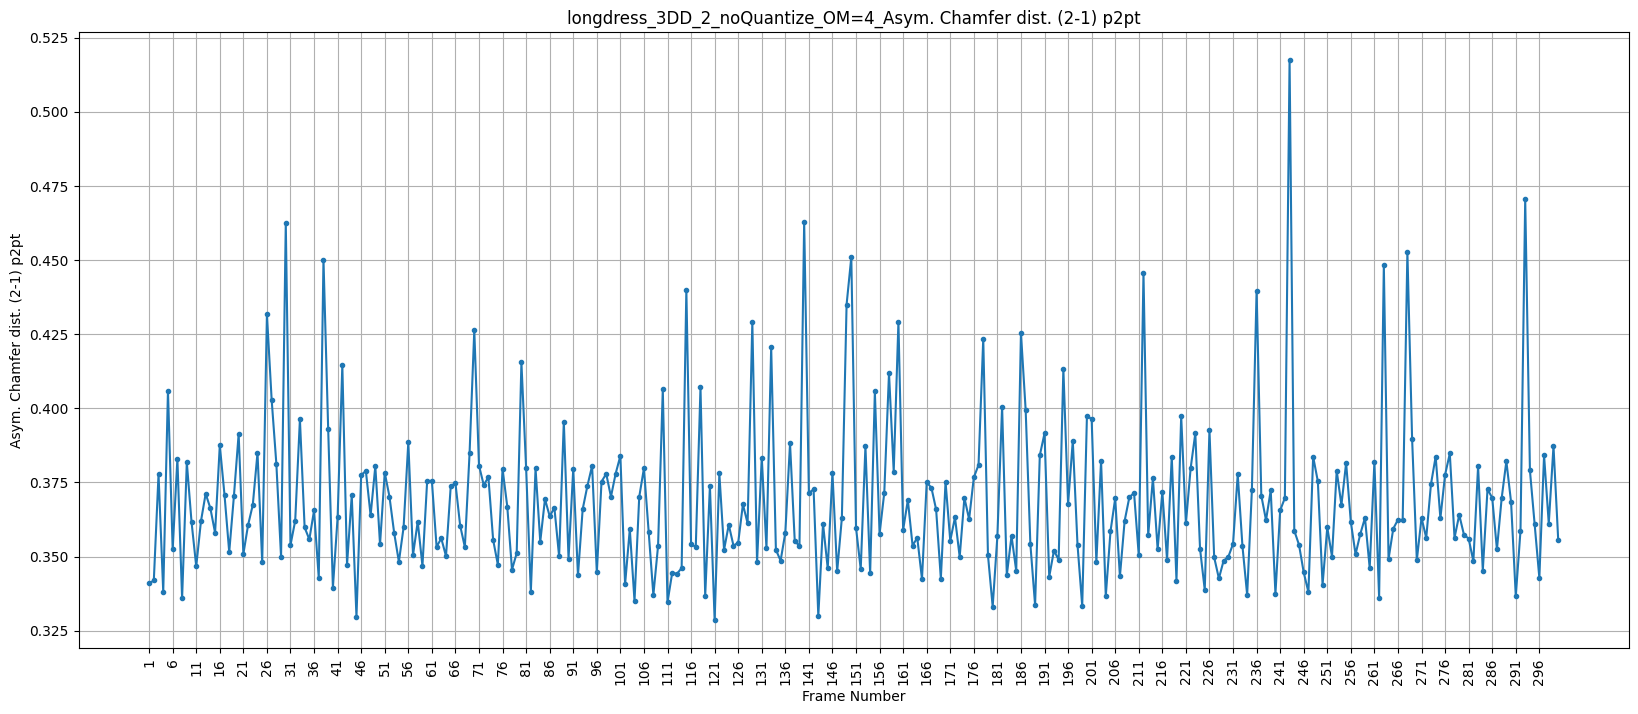 longdress_3DD_2_noQuantize_OM=4_Asym. Chamfer dist. (2-1) p2pt
Asym. Chamfer dist. (2-1) p2pt
0.525
0.500
0.475
0.450
0.425
0.400
0.375
0.350
0.325
1 6 11 16 21 26 31 36 41 46 51 56 61 66 71 76 81 86 91 96 101 106 111 116 121 126 131 136 141 146 151 156 161 166 171 176 181 186 191 196 201 206 211 216 221 226 231 236 241 246 251 256 261 266 271 276 281 286 291 296
Frame Number